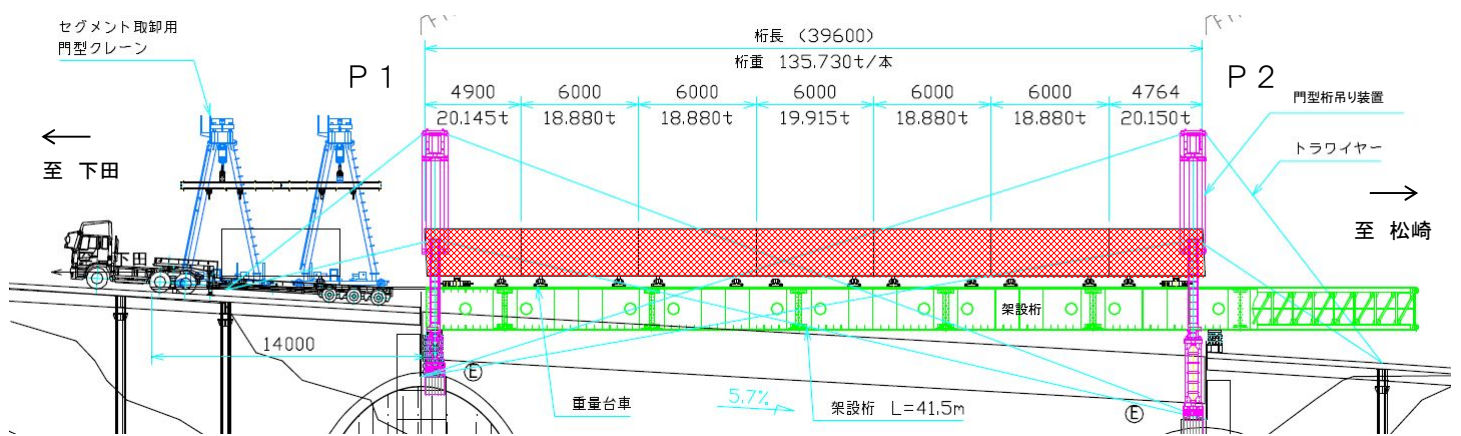 セグメント取卸用
門型クレーン
桁長 (39600)
桁重 135.730t/本
P1
P2
4900
6000
6000
6000
6000
6000
4764
20.145t
18.880t
18.880t
19.915t
18.880t
18.880t
20.150t
門型桁吊り装置
トラワイヤー
至 下田
至 松崎
下田
架設桁
14000
E
重量台車
5.7%
架設桁 L=41.5m
E